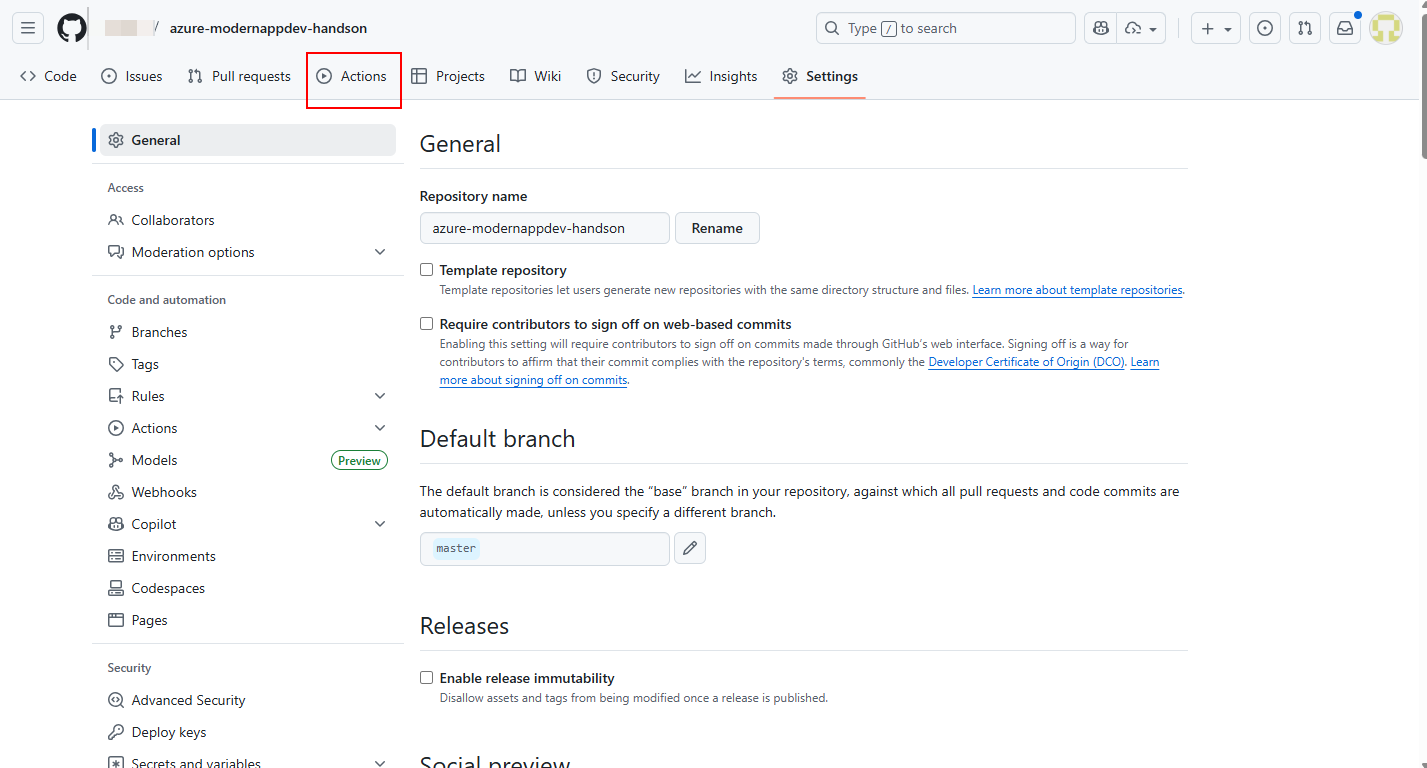 / azure-modernappdev-handson
Type / to search
Code Issues Pull requests Actions Projects Wiki Security Insights Settings
General
Access
Collaborators
Moderation options
Code and automation
Branches
Tags
Rules
Actions
Models Preview
Webhooks
Copilot
Environments
Codespaces
Pages
Security
Advanced Security
Deploy keys
Secrets and variables
General
Repository name
azure-modernappdev-handson Rename
Template repository
Template repositories let users generate new repositories with the same directory structure and files. Learn more about template repositories.
Require contributors to sign off on web-based commits
Enabling this setting will require contributors to sign off on commits made through GitHub's web interface. Signing off is a way for
contributors to affirm that their commit complies with the repository's terms, commonly the Developer Certificate of Origin (DCO). Learn
more about signing off on commits.
Default branch
The default branch is considered the “base” branch in your repository, against which all pull requests and code commits are
automatically made, unless you specify a different branch.
master
Releases
Enable release immutability
Disallow assets and tags from being modified once a release is published.
Social preview